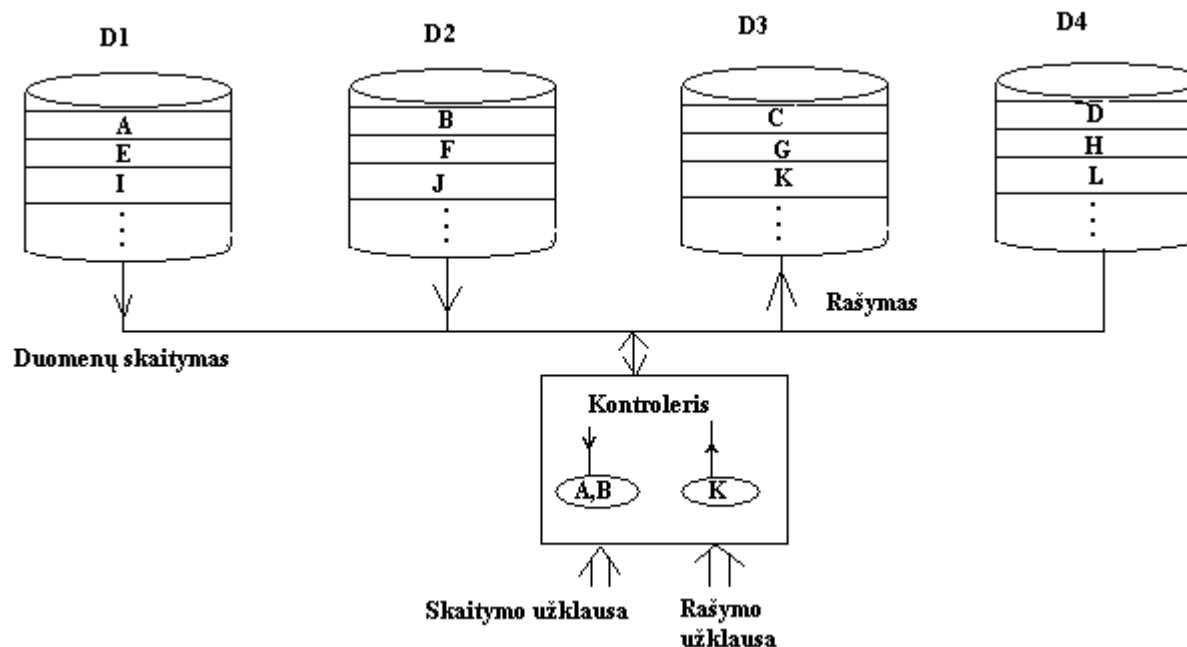 D1
D2
D3
D4
A
B
C
D
E
F
G
H
I
J
K
L
Rašymas
Duomenų skaitymas
Kontroleris
A,B
K
Skaitymo užklausa
Rašymo
užklausa